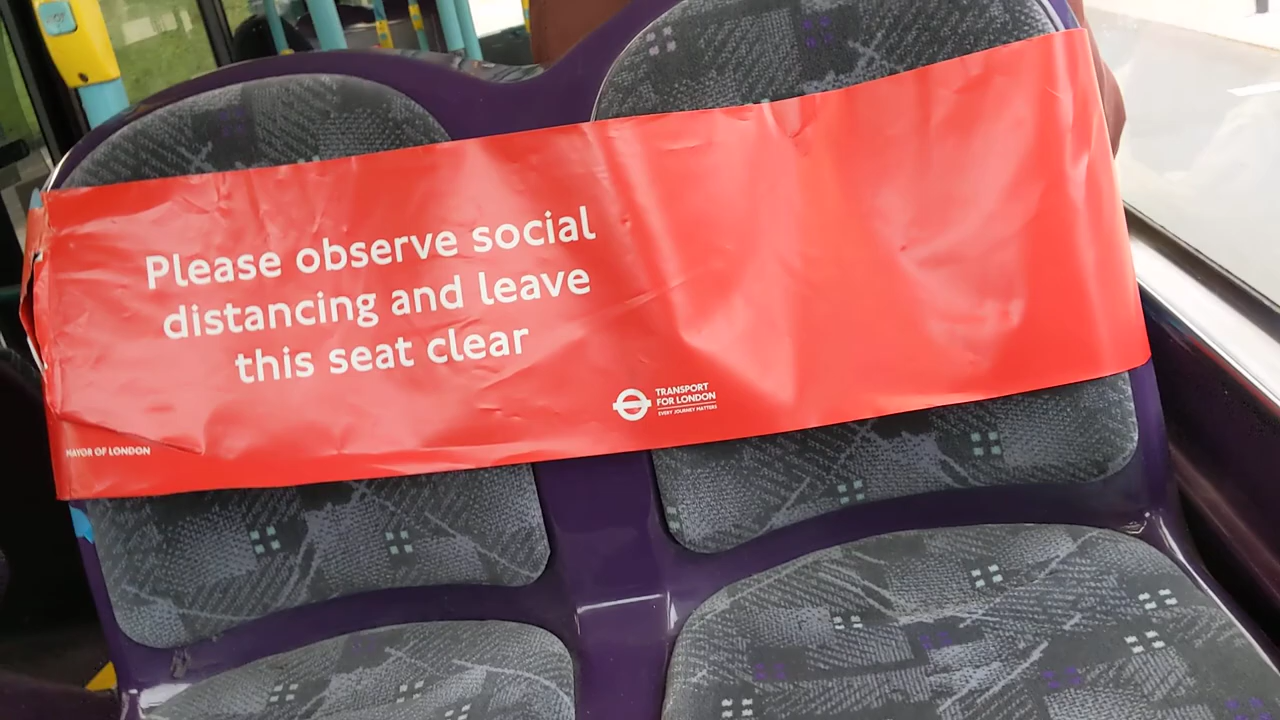 Please observe social
distancing and leave
this seat clear
MAYOR OF LONDON
TRANSPORT
FOR LONDON
EVERY JOURNEY MATTERS